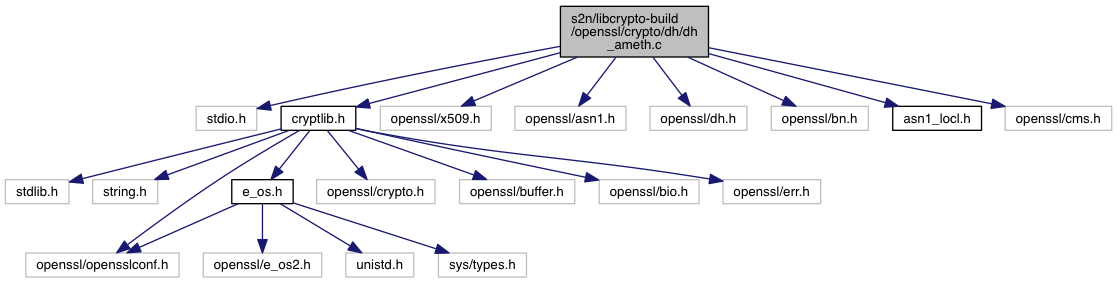 s2n/libcrypto-build
/openssl/crypto/dh/dh
_ameth.c
stdio.h
cryptlib.h
openssl/x509.h
openssl/asn1.h
openssl/dh.h
openssl/bn.h
asn1_locl.h
openssl/cms.h
stdlib.h
string.h
e_os.h
openssl/crypto.h
openssl/buffer.h
openssl/bio.h
openssl/err.h
openssl/opensslconf.h
openssl/e_os2.h
unistd.h
sys/types.h